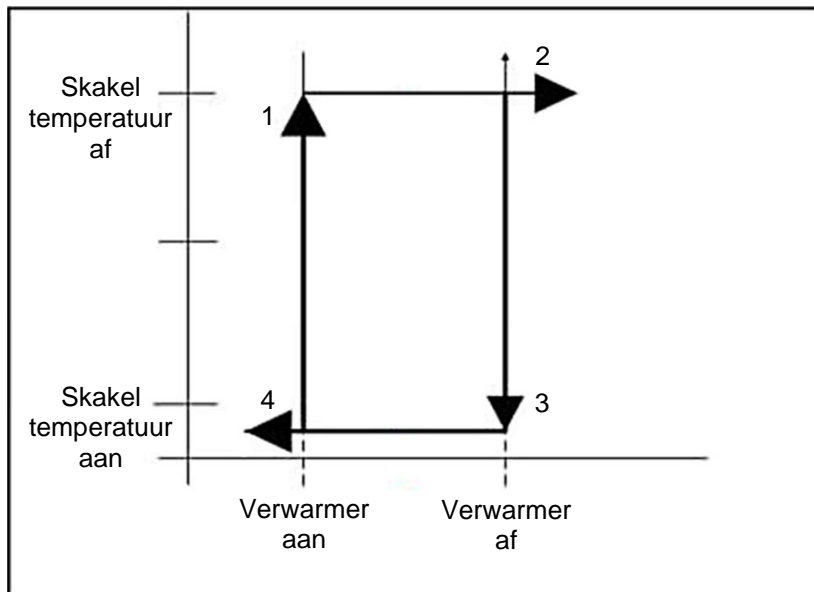 2
Skakel
temperatuur
af
1
4
3
Skakel
temperatuur
aan
Verwarmer
aan
Verwarmer
af